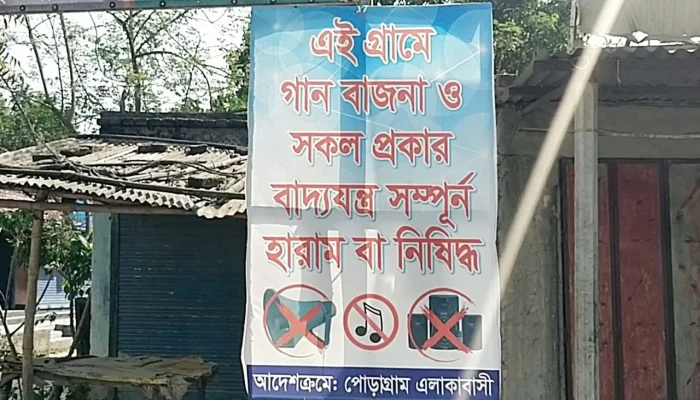 এই গ্রামে
গান বাজনা ও
সকল প্রকার
বাদ্যযন্ত্র সম্পূর্ন
হারাম বা নিষিদ্ধ
আদেশক্রমে: পোড়াগ্রাম এলাকাবাসী